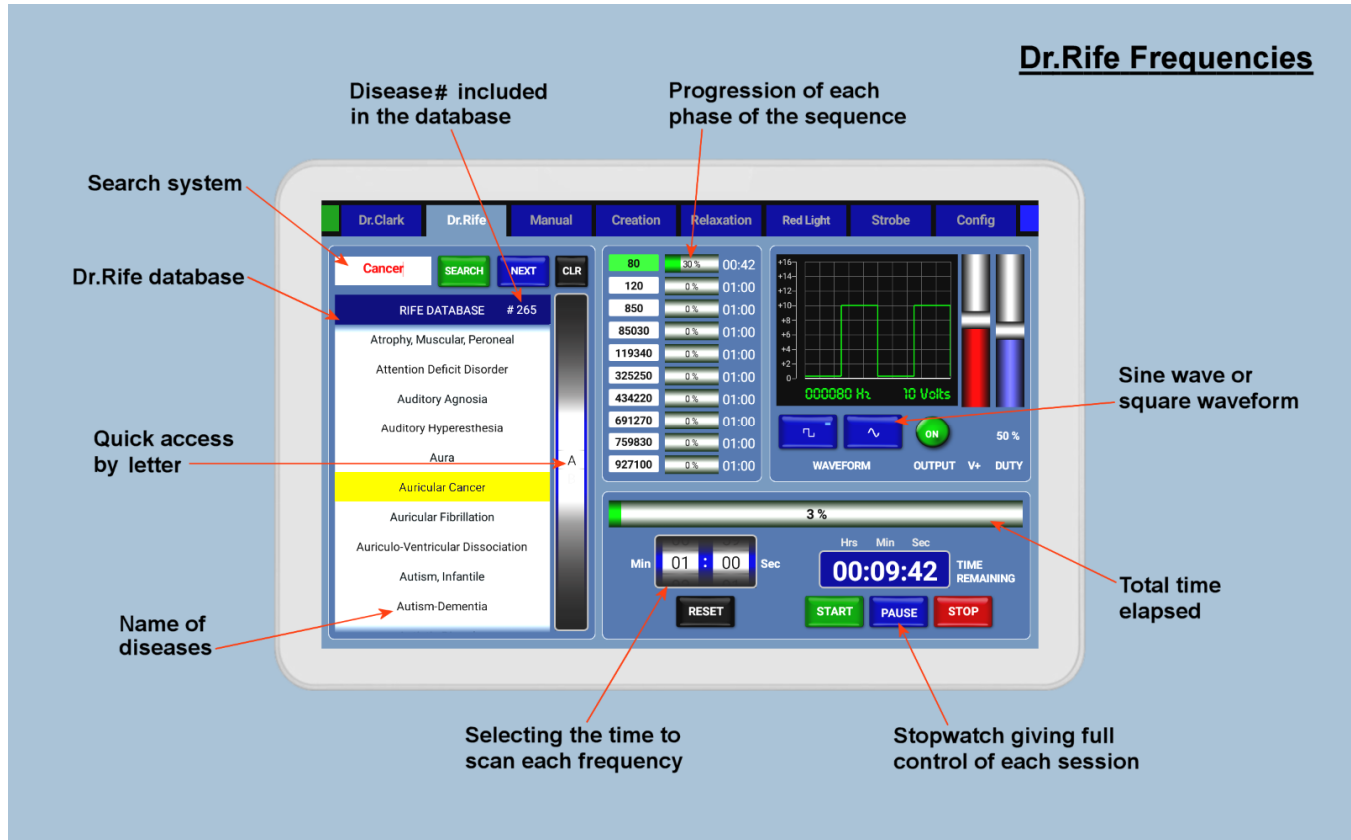 Dr.Rife Frequencies
Disease# included
in the database
Progression of each
phase of the sequence
Search system
Dr.Rife database
Quick access
by letter
Name of
diseases
Dr.Clark
Dr.Rife
Manual
Creation
Relaxation
Red Light
Strobe
Config
Cancer
SEARCH
NEXT
CLR
RIFE DATABASE # 265
Atrophy, Muscular, Peroneal
Attention Deficit Disorder
Auditory Agnosia
Auditory Hyperesthesia
Aura
Auricular Cancer
Auricular Fibrillation
Auriculo-Ventricular Dissociation
Autism, Infantile
Autism-Dementia
A
80 30 % 00:42
120 0 % 01:00
850 0 % 01:00
85030 0 % 01:00
119340 0 % 01:00
325250 0 % 01:00
434220 0 % 01:00
691270 0 % 01:00
759830 0 % 01:00
927100 0 % 01:00
+16
+14
+12
+10
+8
+6
+4
+2
0
000080 Hz 10 Volts
ON
50 %
WAVEFORM OUTPUT V+ DUTY
3 %
Min 01 : 00 Sec
RESET
Hrs Min Sec
00:09:42
TIME
REMAINING
START
PAUSE
STOP
Sine wave or
square waveform
Total time
elapsed
Selecting the time to
scan each frequency
Stopwatch giving full
control of each session